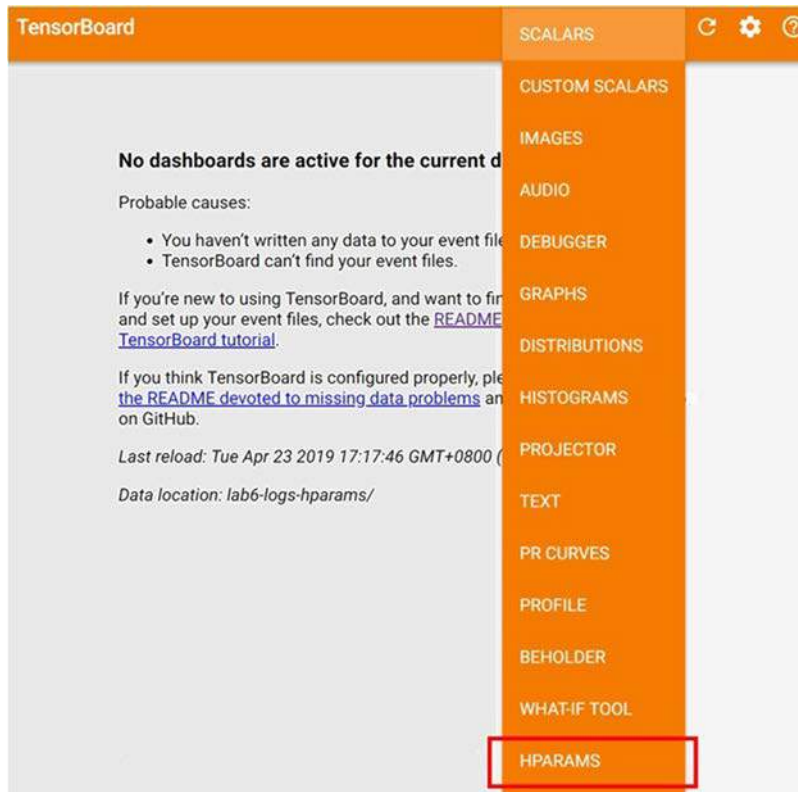 TensorBoard
SCALARS
CUSTOM SCALARS
IMAGES
AUDIO
DEBUGGER
GRAPHS
DISTRIBUTIONS
HISTOGRAMS
PROJECTOR
TEXT
PR CURVES
PROFILE
BEHOLDER
WHAT-IF TOOL
HPARAMS
No dashboards are active for the current d
Probable causes:
• You haven't written any data to your event file
• TensorBoard can't find your event files.
If you're new to using TensorBoard, and want to fin
and set up your event files, check out the README
TensorBoard tutorial.
If you think TensorBoard is configured properly, ple
the README devoted to missing data problems an
on GitHub.
Last reload: Tue Apr 23 2019 17:17:46 GMT+0800 (
Data location: lab6-logs-hparams/